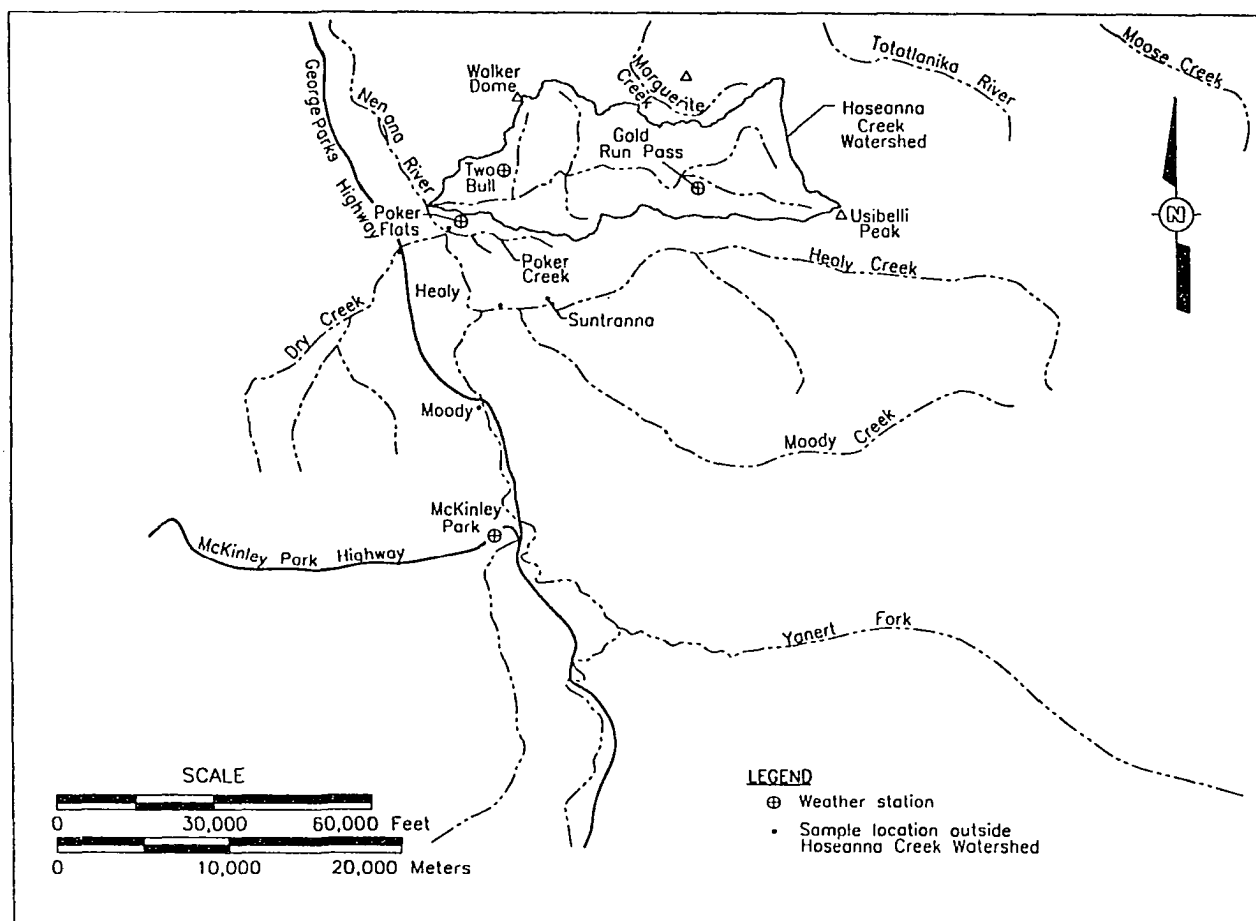 George Parks
Highway
Nenana
River
Walker
Dome
Marguerite
Creek
Totatlanika
River
Moose Creek
Hoseanna
Creek
Watershed
Gold
Run Pass
Two
Bull
Poker
Flats
Usibelli
Peak
N
Poker
Creek
Healy Creek
Healy
Suntranna
Dry Creek
Moody
Moody Creek
McKinley
Park
McKinley Park Highway
Yanert Fork
SCALE
0 30,000 60,000 Feet
0 10,000 20,000 Meters
LEGEND
Weather station
Sample location outside
Hoseanna Creek Watershed